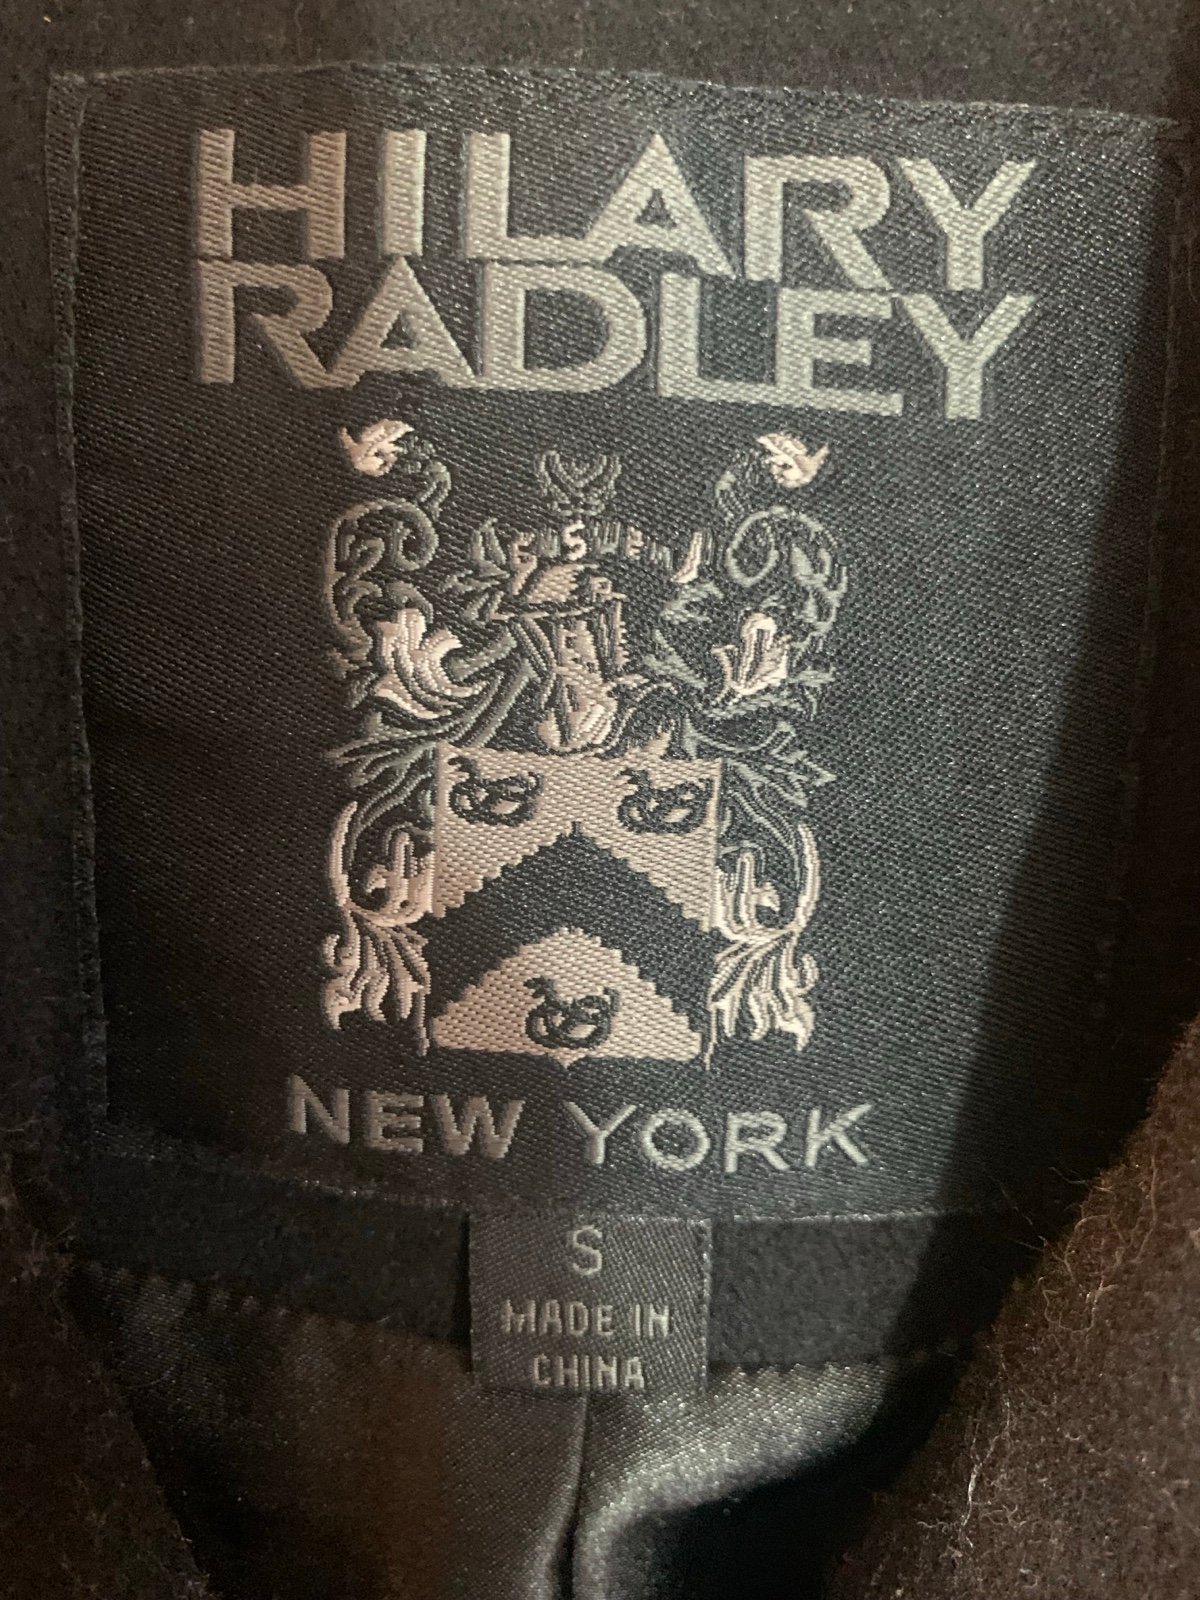 HILARY
RADLEY
NEW YORK
S
MADE IN
CHINA